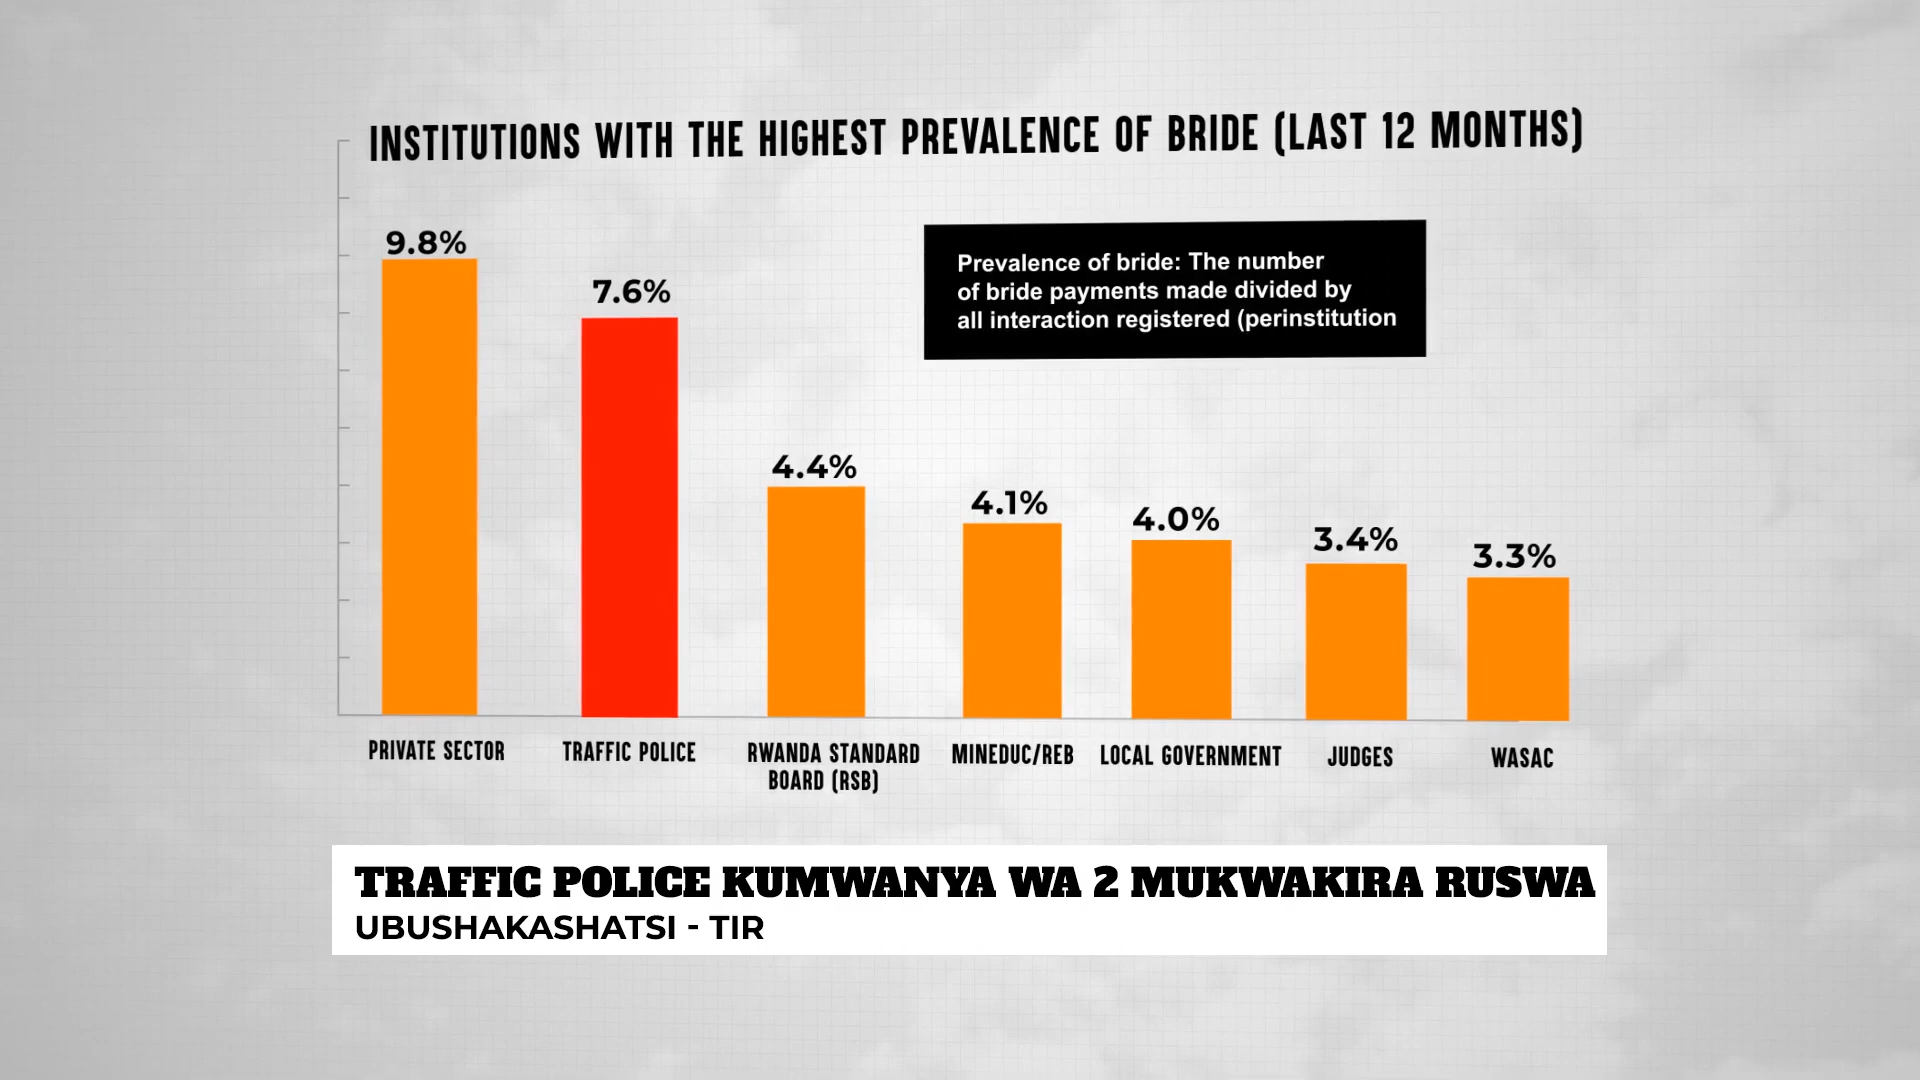 INSTITUTIONS WITH THE HIGHEST PREVALENCE OF BRIDE (LAST 12 MONTHS)
Prevalence of bride: The number
of bride payments made divided by
all interaction registered (perinstitution
9.8%
7.6%
4.4%
4.1%
4.0%
3.4%
3.3%
PRIVATE SECTOR
TRAFFIC POLICE
RWANDA STANDARD
BOARD (RSB)
MINEDUC/REB
LOCAL GOVERNMENT
JUDGES
WASAC
TRAFFIC POLICE KUMWANYA WA 2 MUKWAKIRA RUSWA
UBUSHAKASHATSI - TIR